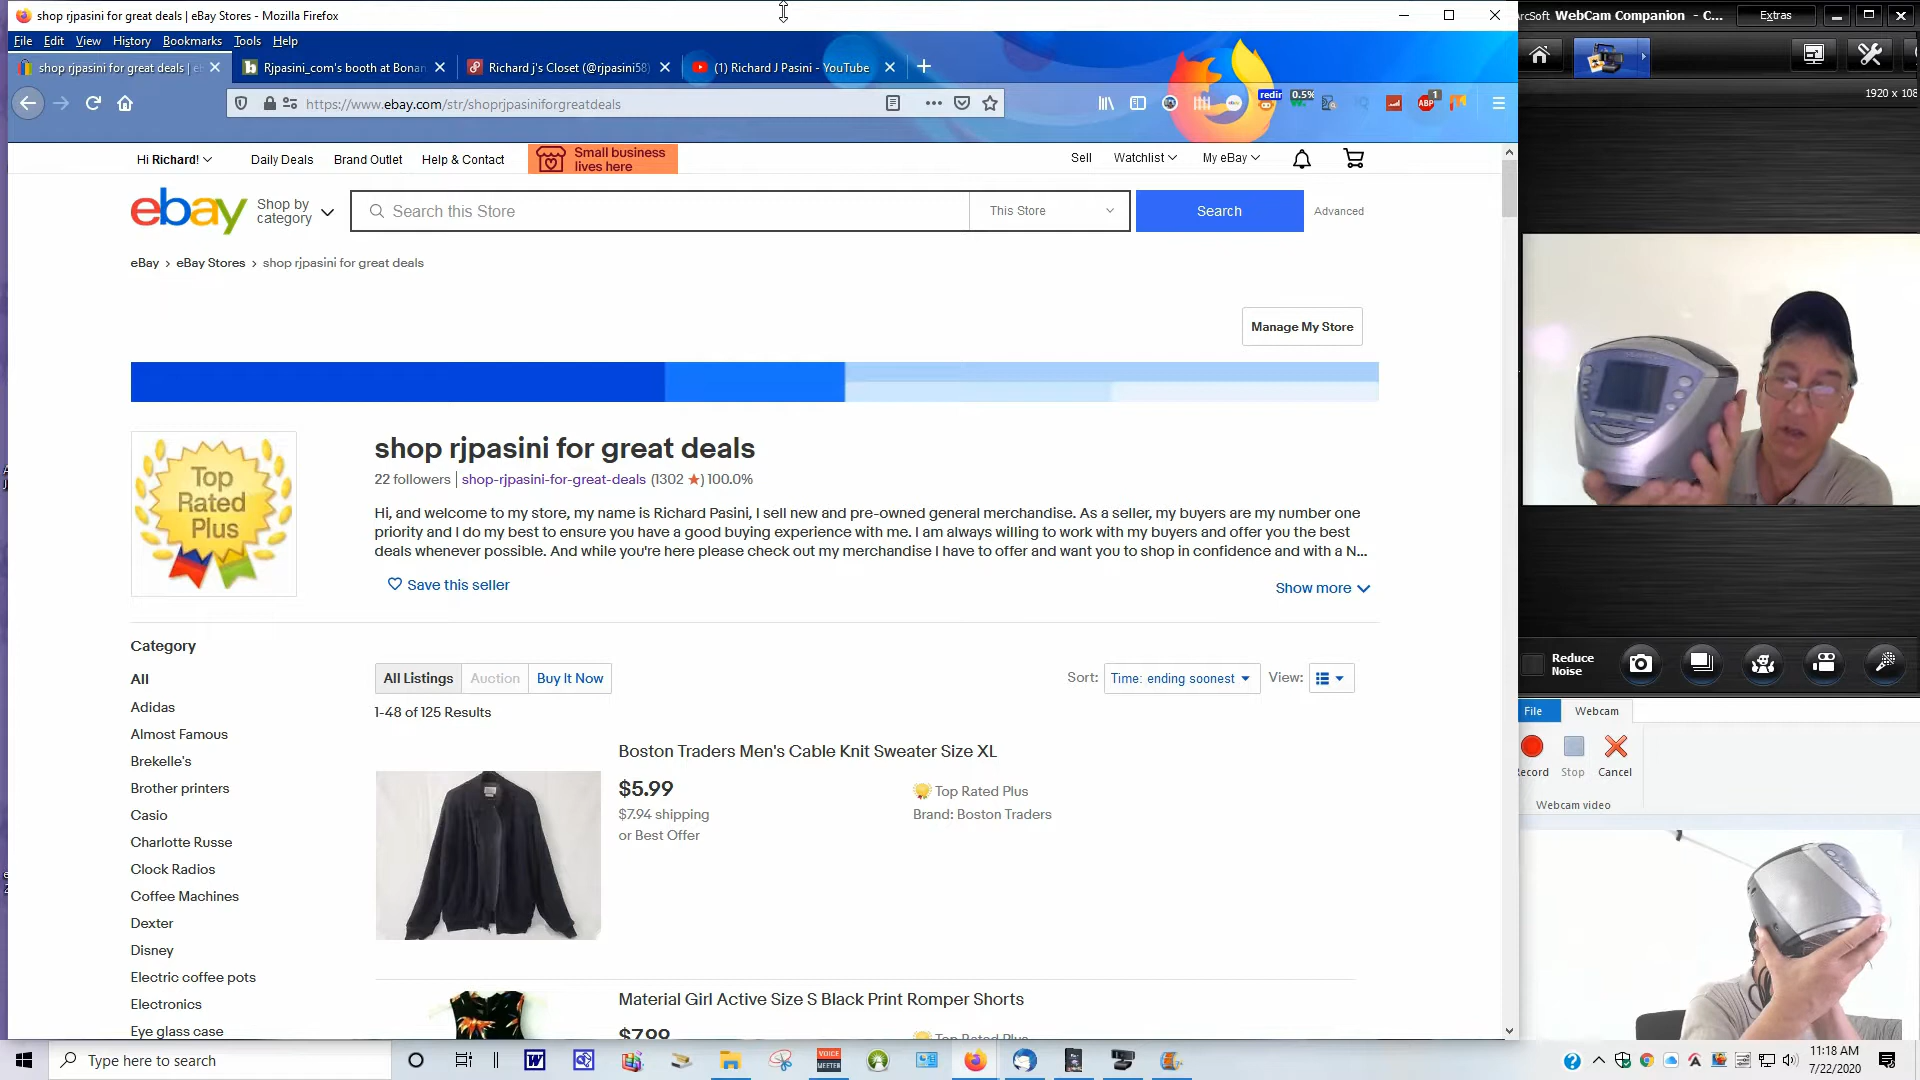 shop rjpasini for great deals | eBay Stores - Mozilla Firefox
File Edit View History Bookmarks Tools Help
shop rjpasini for great deals | eb
Rjpasini_com's booth at Bonan
Richard j's Closet (@rjpasini58)
(1) Richard J Pasini - YouTube
https://www.ebay.com/str/shoprjpasiniforgreatdeals
redir
0.5%
ABP
1
Hi Richard!
Daily Deals
Brand Outlet
Help & Contact
Small business
lives here
Sell
Watchlist
My eBay
ebay
Shop by
category
Search this Store
This Store
Search
Advanced
eBay > eBay Stores > shop rjpasini for great deals
Manage My Store
Top
Rated
Plus
shop rjpasini for great deals
22 followers | shop-rjpasini-for-great-deals (1302 ★) 100.0%
Hi, and welcome to my store, my name is Richard Pasini, I sell new and pre-owned general merchandise. As a seller, my buyers are my number one
priority and I do my best to ensure you have a good buying experience with me. I am always willing to work with my buyers and offer you the best
deals whenever possible. And while you're here please check out my merchandise I have to offer and want you to shop in confidence and with a N...
Save this seller
Show more
Category
All
Adidas
Almost Famous
Brekelle's
Brother printers
Casio
Charlotte Russe
Clock Radios
Coffee Machines
Dexter
Disney
Electric coffee pots
Electronics
Eye glass case
All Listings
Auction
Buy It Now
Sort: Time: ending soonest
View:
1-48 of 125 Results
Boston Traders Men's Cable Knit Sweater Size XL
$5.99
$7.94 shipping
or Best Offer
Top Rated Plus
Brand: Boston Traders
Material Girl Active Size S Black Print Romper Shorts
$7.99
Top Rated Plus
ArcSoft WebCam Companion - C...
Extras
1920 x 108
Reduce
Noise
File
Webcam
Record
Stop
Cancel
Webcam video
Type here to search
VOICE
MEETER
11:18 AM
7/22/2020